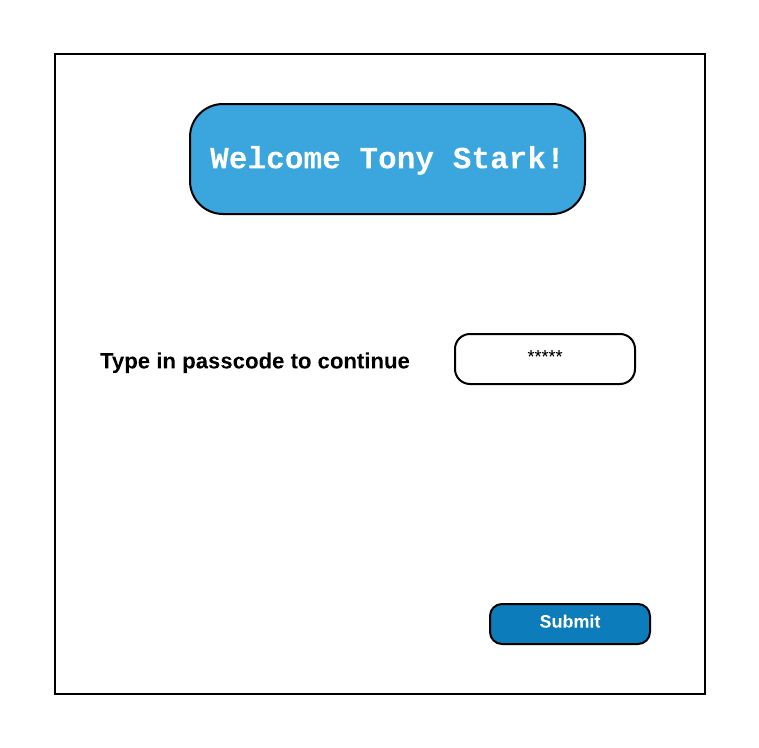 Welcome Tony Stark!
Type in passcode to continue
*****
Submit